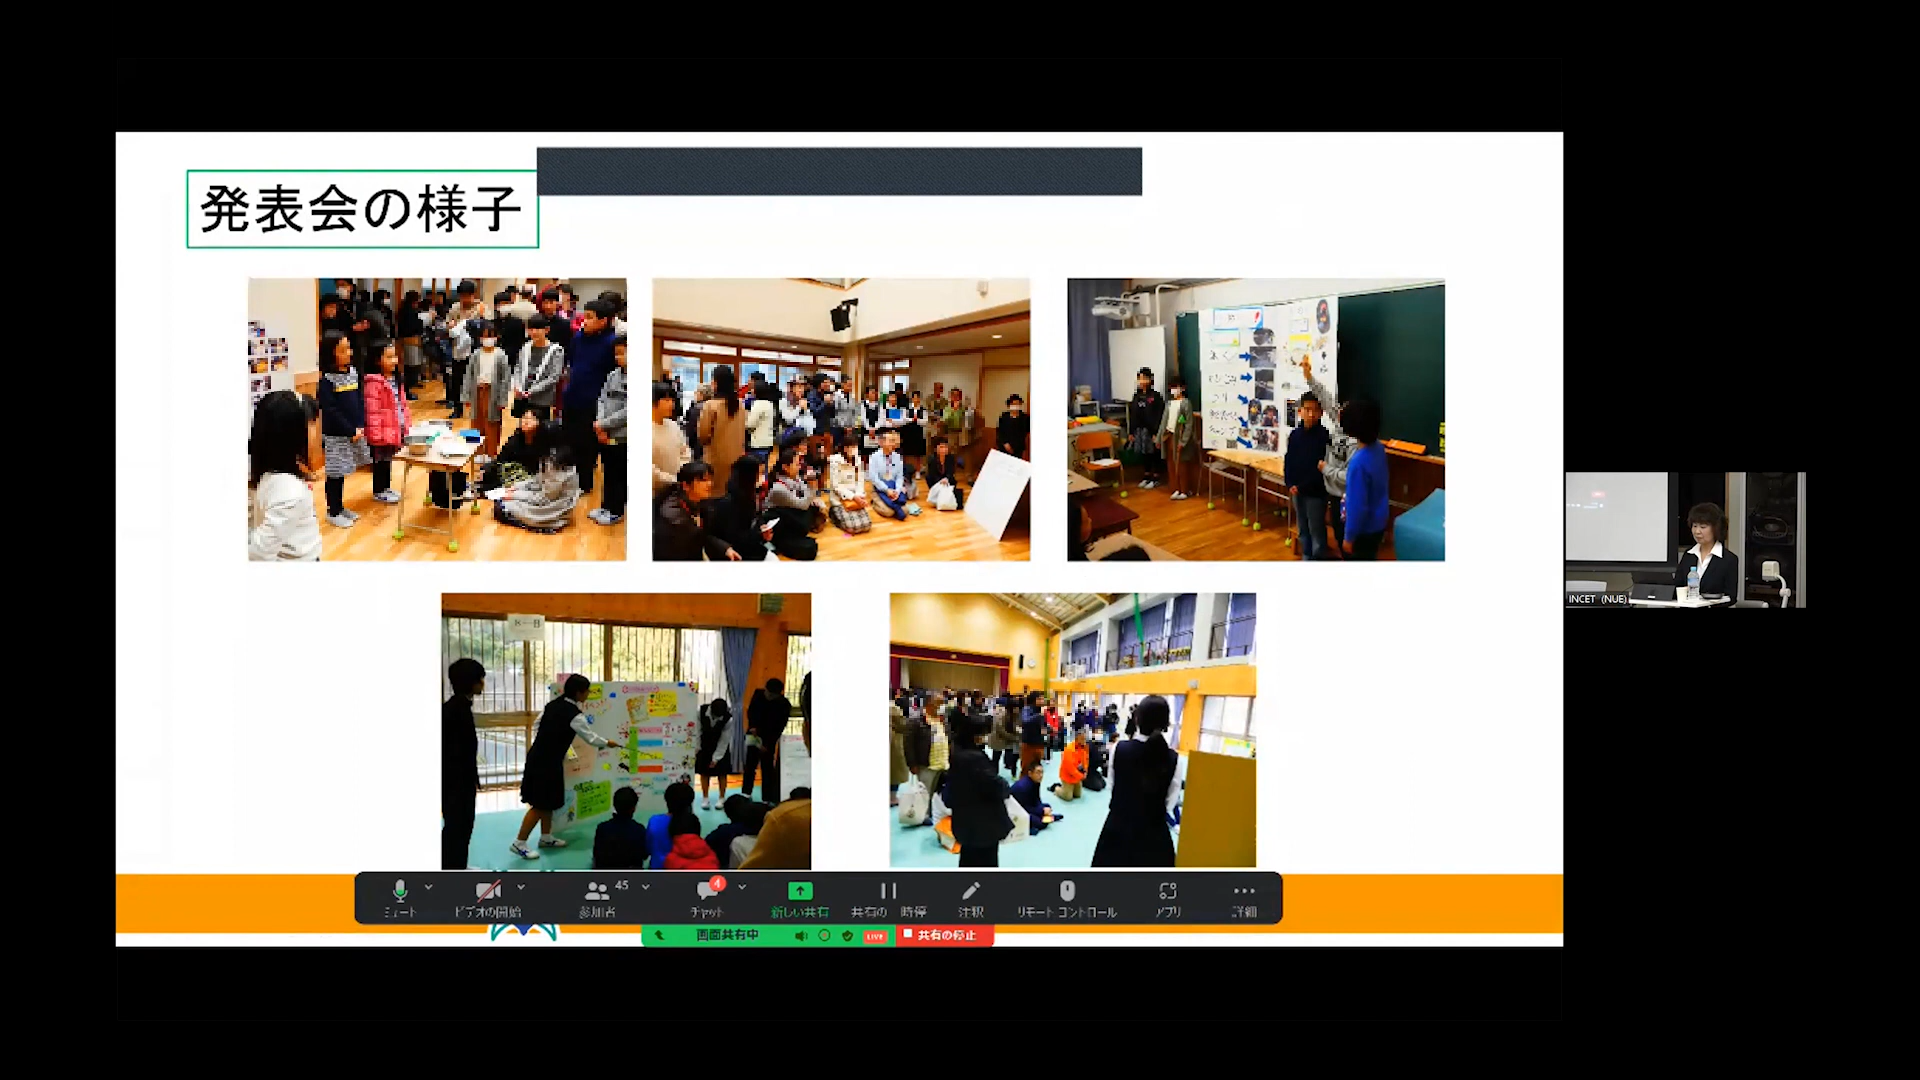 発表会の様子
INCET (NUE)
ミュート
ビデオの開始
45
参加者
4
チャット
新しい共有
共有の一時停
注釈
リモート コントロール
アプリ
詳細
画面共有中
LIVE
共有の停止